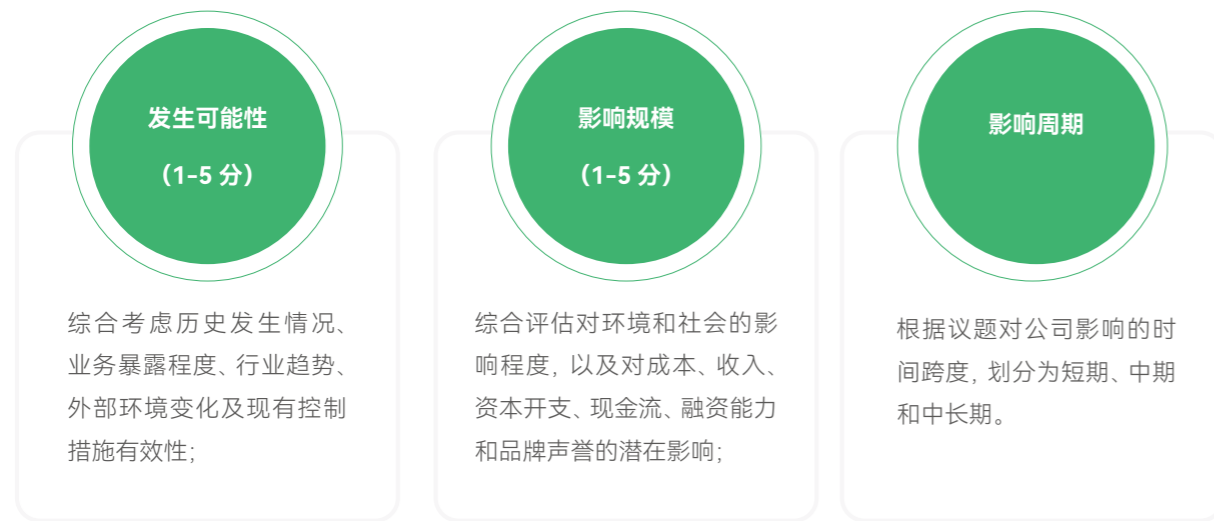 发生可能性
（1-5 分）
综合考虑历史发生情况、
业务暴露程度、行业趋势、
外部环境变化及现有控制
措施有效性；
影响规模
（1-5 分）
综合评估对环境和社会的影
响程度，以及对成本、收入、
资本开支、现金流、融资能力
和品牌声誉的潜在影响；
影响周期
根据议题对公司影响的时
间跨度，划分为短期、中期
和中长期。